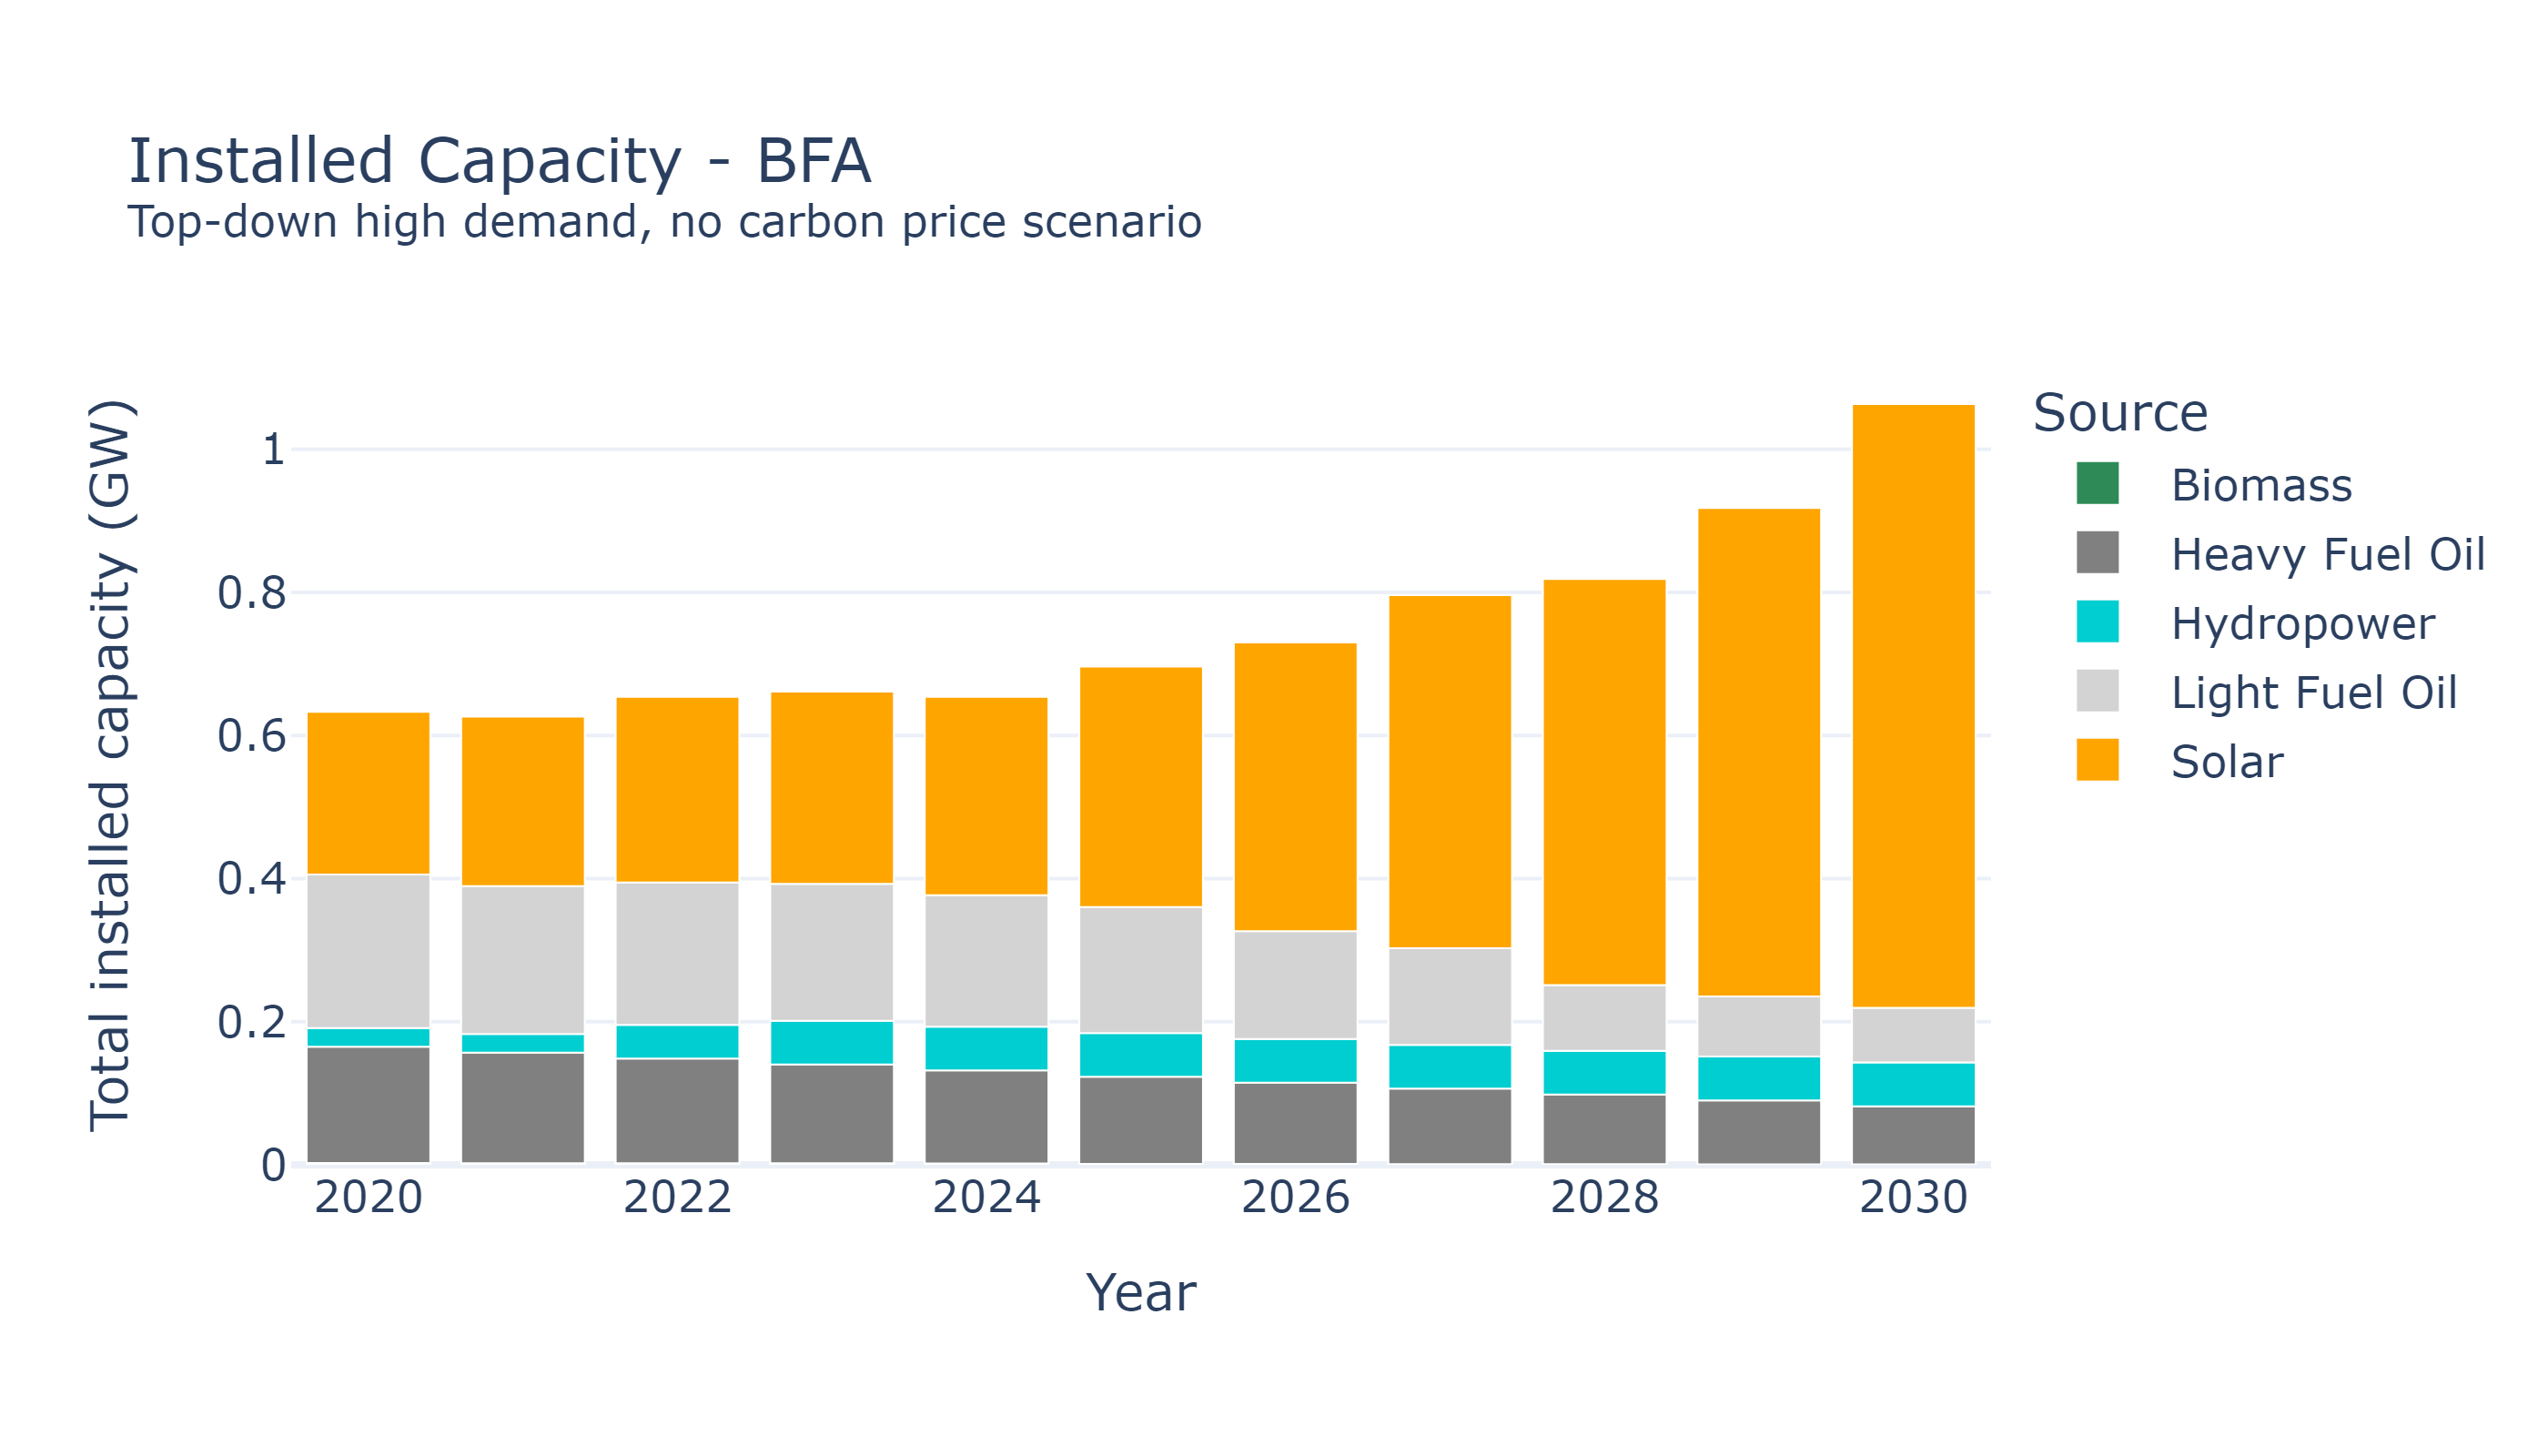 Installed Capacity - BFA
Top-down high demand, no carbon price scenario
Total installed capacity (GW)
1
0.8
0.6
0.4
0.2
0
2020
2022
2024
2026
2028
2030
Year
Source
Biomass
Heavy Fuel Oil
Hydropower
Light Fuel Oil
Solar